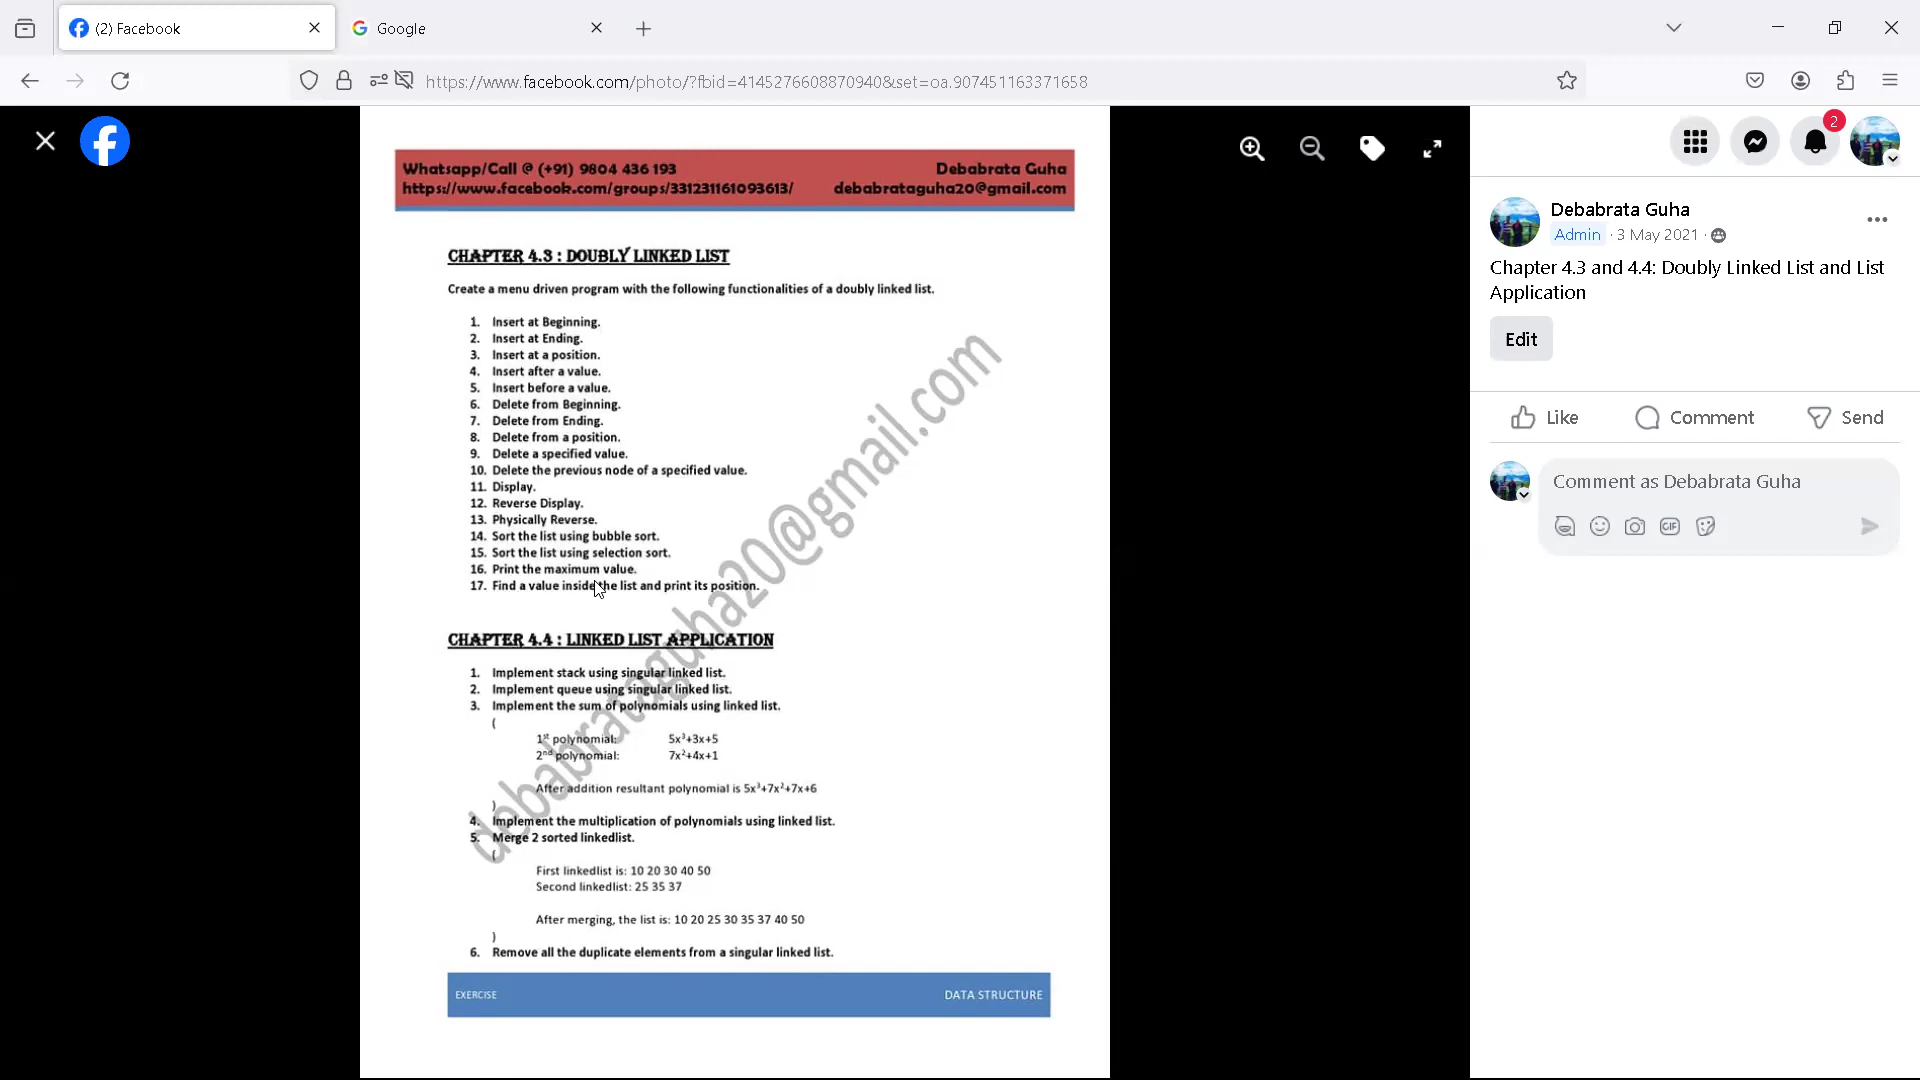 (2) Facebook
Google
https://www.facebook.com/photo/?fbid=4145276608870940&set=oa.907451163371658
Whatsapp/Call @ (+91) 9804 436 193 Debabrata Guha
https://www.facebook.com/groups/331231161093613/ debabrataguha20@gmail.com
CHAPTER 4.3 : DOUBLY LINKED LIST
Create a menu driven program with the following functionalities of a doubly linked list.
1. Insert at Beginning.
2. Insert at Ending.
3. Insert at a position.
4. Insert after a value.
5. Insert before a value.
6. Delete from Beginning.
7. Delete from Ending.
8. Delete from a position.
9. Delete a specified value.
10. Delete the previous node of a specified value.
11. Display.
12. Reverse Display.
13. Physically Reverse.
14. Sort the list using bubble sort.
15. Sort the list using selection sort.
16. Print the maximum value.
17. Find a value inside the list and print its position.
CHAPTER 4.4 : LINKED LIST APPLICATION
1. Implement stack using singular linked list.
2. Implement queue using singular linked list.
3. Implement the sum of polynomials using linked list.
(
1st polynomial: 5x³+3x+5
2nd polynomial: 7x²+4x+1
After addition resultant polynomial is 5x³+7x²+7x+6
)
4. Implement the multiplication of polynomials using linked list.
5. Merge 2 sorted linkedlist.
(
First linkedlist is: 10 20 30 40 50
Second linkedlist: 25 35 37
After merging, the list is: 10 20 25 30 35 37 40 50
)
6. Remove all the duplicate elements from a singular linked list.
EXERCISE DATA STRUCTURE
debabrataguha20@gmail.com
2
Debabrata Guha
Admin · 3 May 2021 ·
Chapter 4.3 and 4.4: Doubly Linked List and List
Application
Edit
Like Comment Send
Comment as Debabrata Guha
GIF